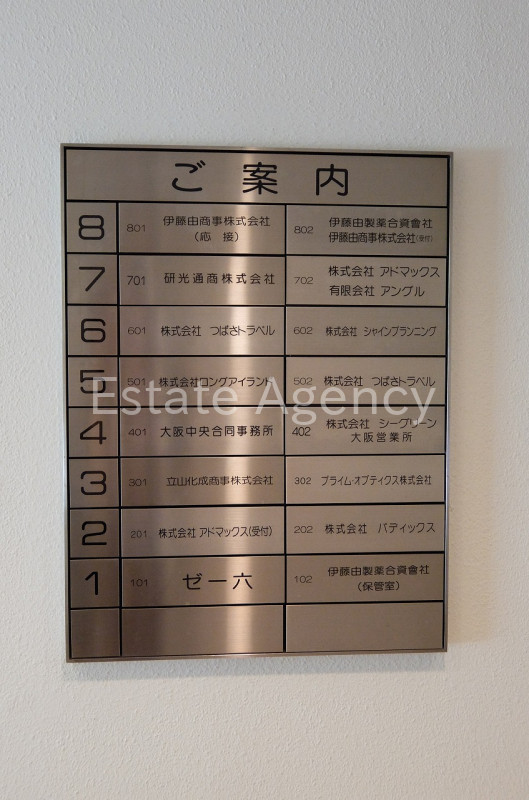 ご案内
8
801 伊藤由商事株式会社
(応 接)
802 伊藤由製薬合資會社
伊藤由商事株式会社(受付)
7
701 研光通商株式会社
702 株式会社 アドマックス
有限会社 アングル
6
601 株式会社 つばさトラベル
602 株式会社 シャインプランニング
5
501 株式会社ロングアイランド
502 株式会社 つばさトラベル
4
401 大阪中央合同事務所
402 株式会社 シーグリーン
大阪営業所
3
301 立山化成商事株式会社
302 プライム・オプティクス株式会社
2
201 株式会社 アドマックス(受付)
202 株式会社 バディックス
1
101 ゼー六
102 伊藤由製薬合資會社
(保管室)
Estate Agency